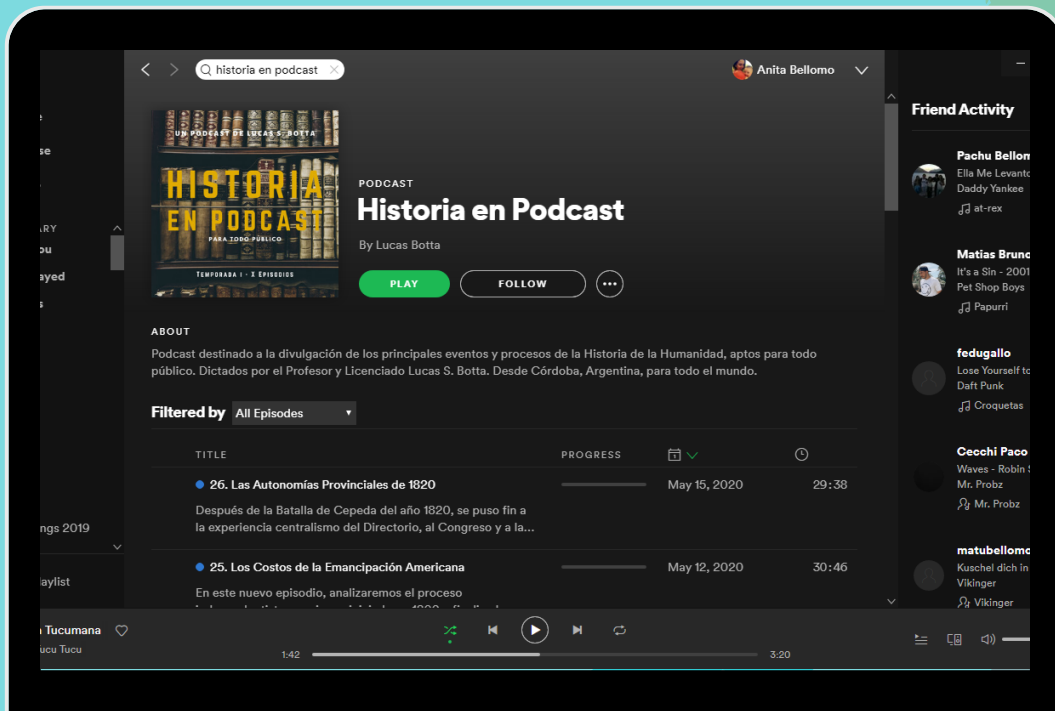 historia en podcast
Anita Bellomo
se
ARY
ou
ayed
s
ngs 2019
aylist
UN PODCAST DE LUCAS S. BOTTA
HISTORIA
EN PODCAST
PARA TODO PÚBLICO
TEMPORADA I - X EPISODIOS
PODCAST
Historia en Podcast
By Lucas Botta
PLAY
FOLLOW
ABOUT
Podcast destinado a la divulgación de los principales eventos y procesos de la Historia de la Humanidad, aptos para todo
público. Dictados por el Profesor y Licenciado Lucas S. Botta. Desde Córdoba, Argentina, para todo el mundo.
Filtered by All Episodes
TITLE PROGRESS
26. Las Autonomías Provinciales de 1820 May 15, 2020 29:38
Después de la Batalla de Cepeda del año 1820, se puso fin a
la experiencia centralismo del Directorio, al Congreso y a la...
25. Los Costos de la Emancipación Americana May 12, 2020 30:46
En este nuevo episodio, analizaremos el proceso
Friend Activity
Pachu Bellom
Ella Me Levantó
Daddy Yankee
at-rex
Matias Bruno
It's a Sin - 2001
Pet Shop Boys
Papurri
fedugallo
Lose Yourself to
Daft Punk
Croquetas
Cecchi Paco
Waves - Robin S
Mr. Probz
Mr. Probz
matubellomo
Kuschel dich in
Vikinger
Vikinger
Tucumana
ucu Tucu
1:42
3:20